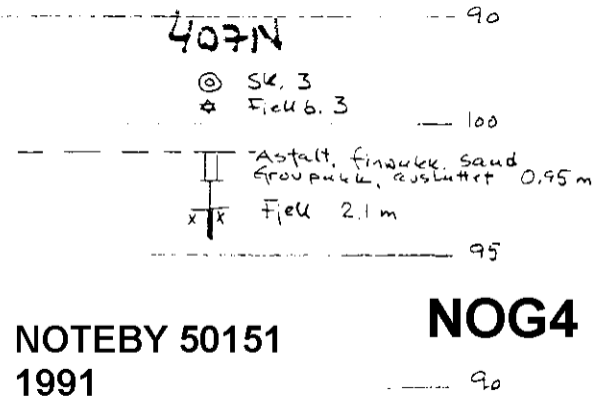 90
407N
Sk. 3
Fjell b. 3
100
Asfalt, finpukk, sand
Grovpukk, avsluttet 0.95 m
Fjell 2.1 m
95
NOG4
NOTEBY 50151
1991
90